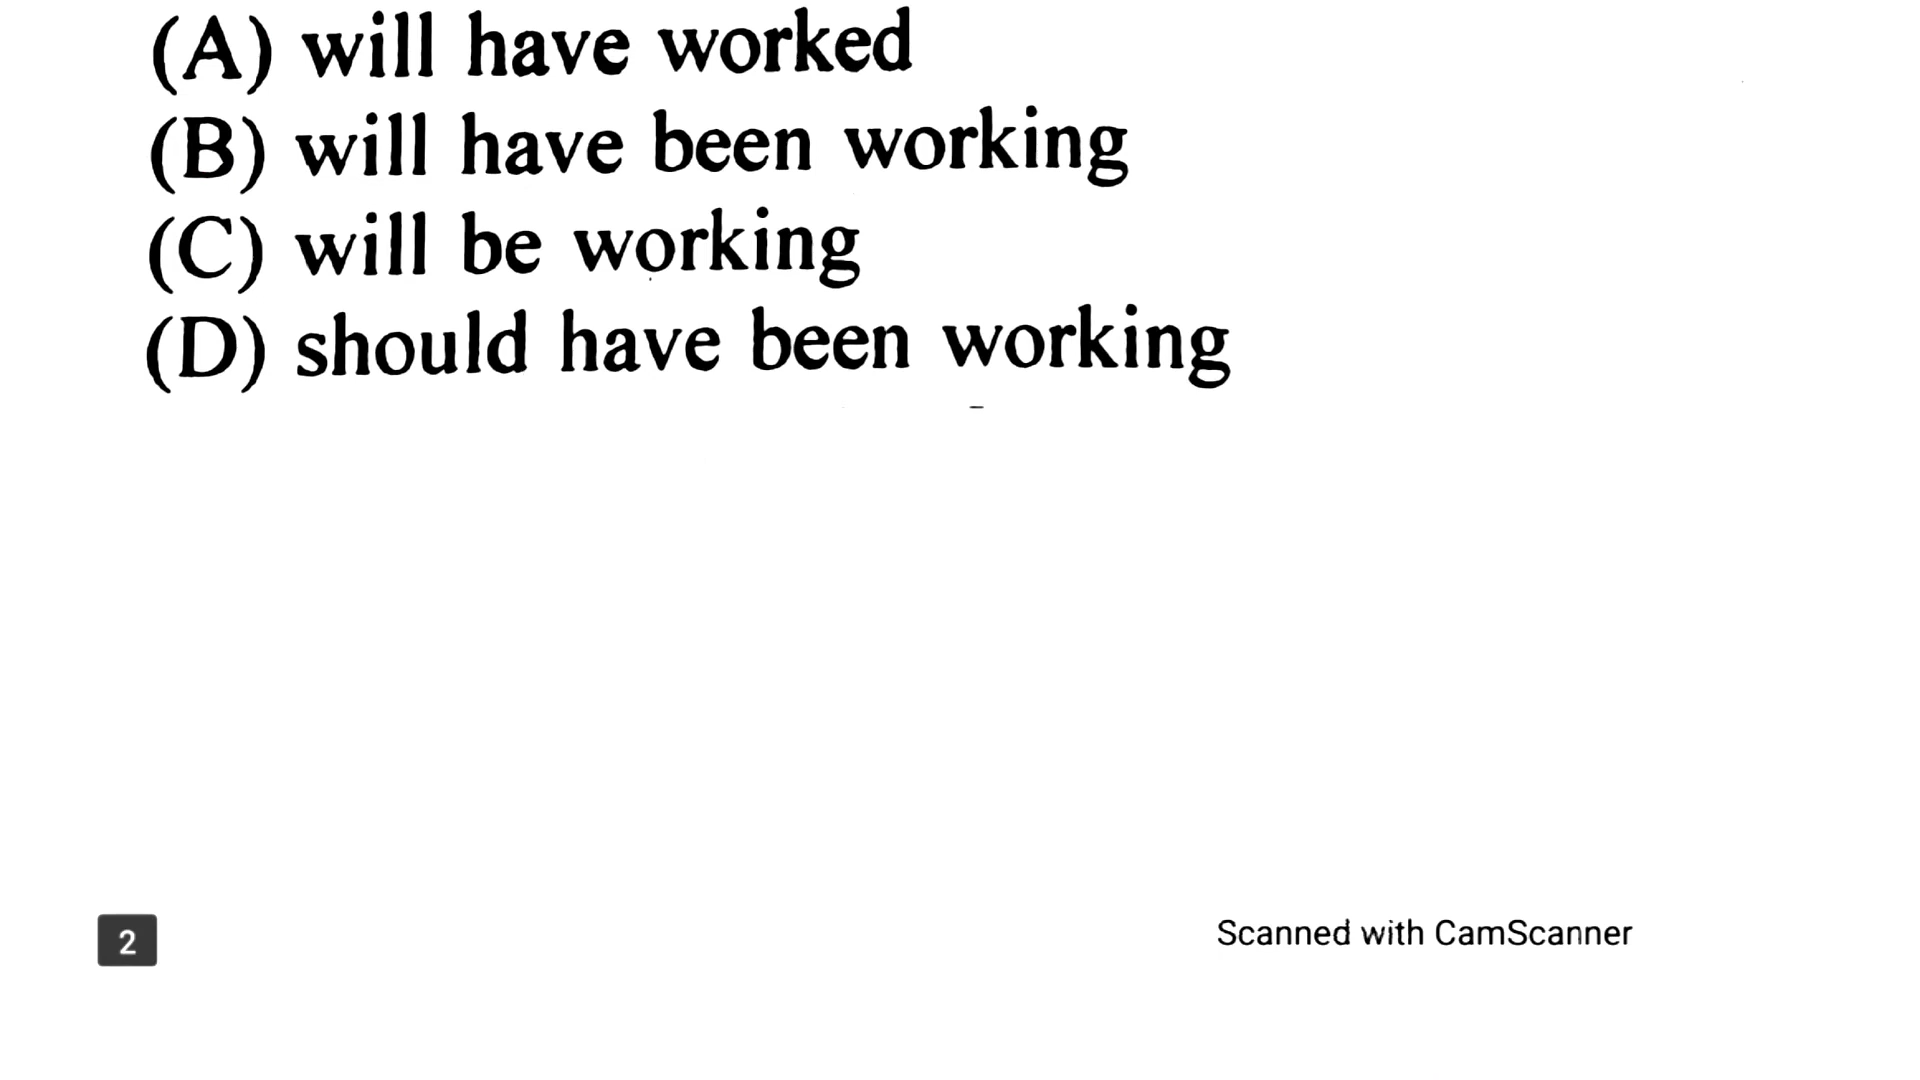 (A) will have worked
(B) will have been working
(C) will be working
(D) should have been working
2
Scanned with CamScanner